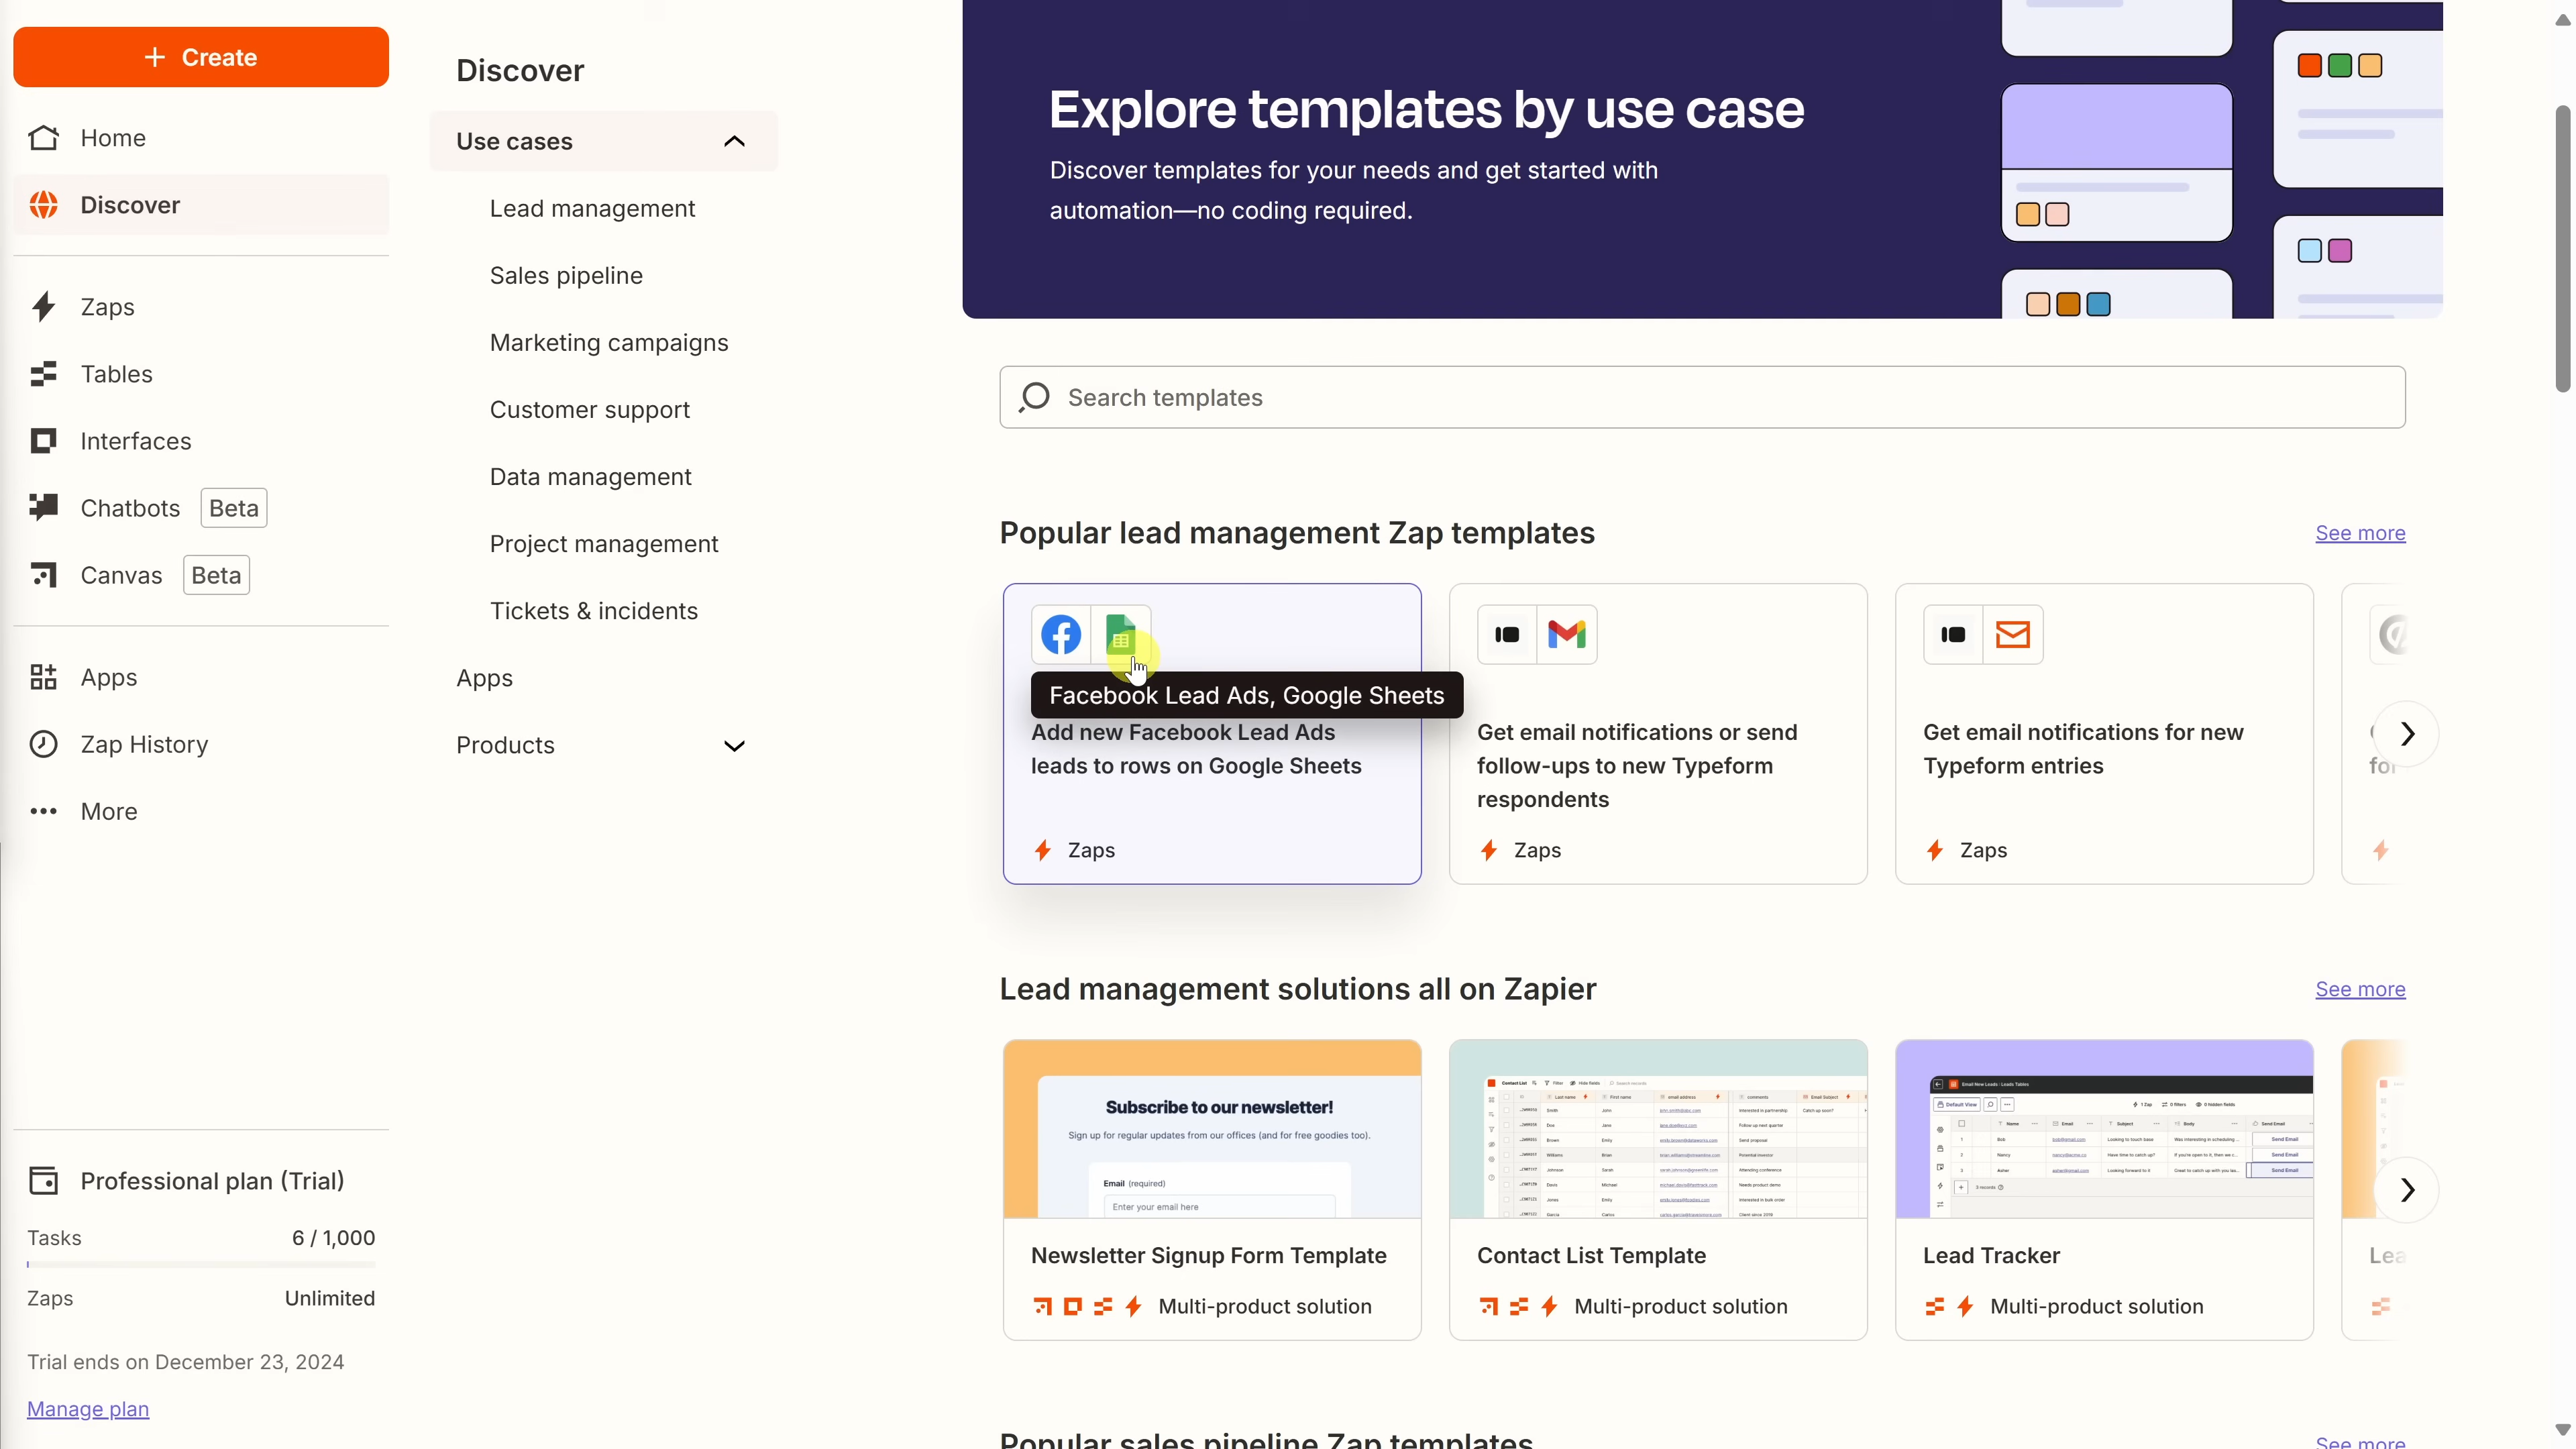 Create
Home
Discover
Zaps
Tables
Interfaces
Chatbots Beta
Canvas Beta
Apps
Zap History
More
Professional plan (Trial)
Tasks 6 / 1,000
Zaps Unlimited
Trial ends on December 23, 2024
Manage plan
Discover
Use cases
Lead management
Sales pipeline
Marketing campaigns
Customer support
Data management
Project management
Tickets & incidents
Apps
Products
Explore templates by use case
Discover templates for your needs and get started with
automation—no coding required.
Search templates
Popular lead management Zap templates See more
Facebook Lead Ads, Google Sheets
Add new Facebook Lead Ads
leads to rows on Google Sheets
Zaps
Get email notifications or send
follow-ups to new Typeform
respondents
Zaps
Get email notifications for new
Typeform entries
Zaps
Lead management solutions all on Zapier See more
Subscribe to our newsletter!
Sign up for regular updates from our offices (and for free goodies too).
Email (required)
Enter your email here
Newsletter Signup Form Template
Multi-product solution
Contact List
Contact List Template
Multi-product solution
Email New Leads
Default View
Lead Tracker
Multi-product solution
Lea
Popular sales pipeline Zap templates See more